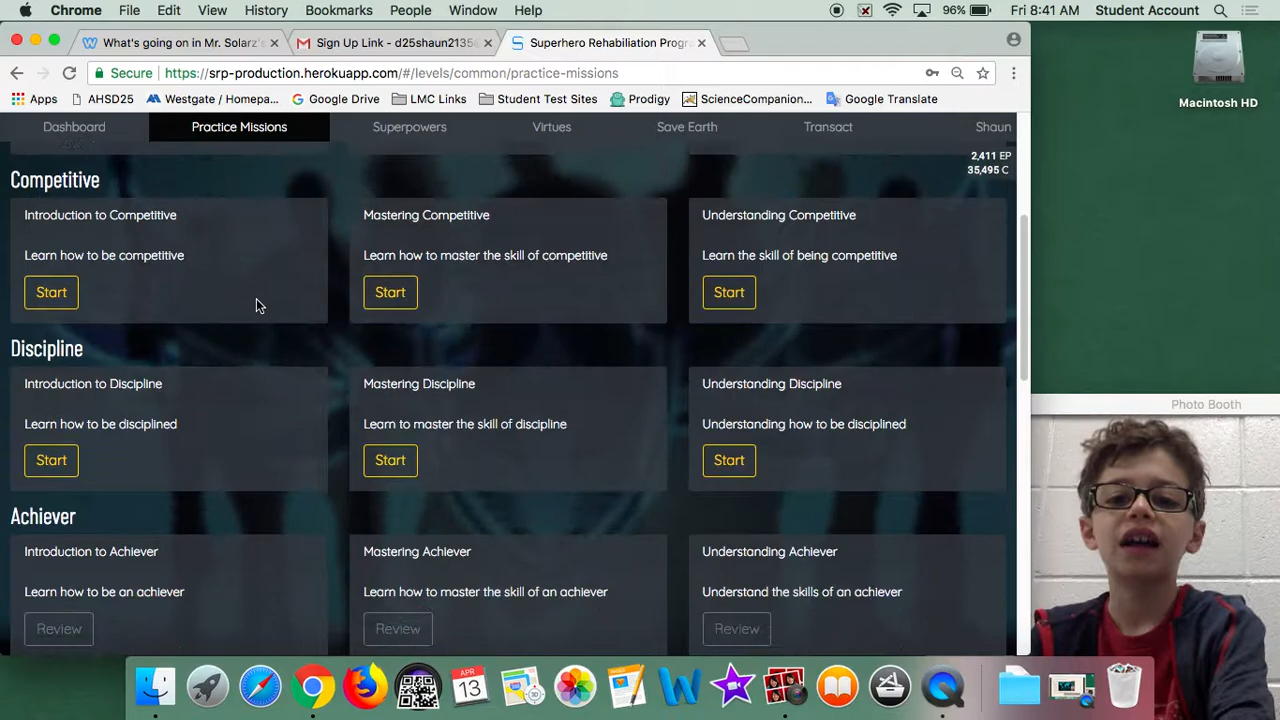 Chrome File Edit View History Bookmarks People Window Help 96% Fri 8:41 AM Student Account
What's going on in Mr. Solarz's Sign Up Link - d25shaun2135 Superhero Rehabiliation Progr
Secure https://srp-production.herokuapp.com/#/levels/common/practice-missions
Macintosh HD
Apps AHSD25 Westgate / Homepa... Google Drive LMC Links Student Test Sites Prodigy ScienceCompanion... Google Translate
Dashboard Practice Missions Superpowers Virtues Save Earth Transact Shaun
2,411 EP
35,495 C
Competitive
Introduction to Competitive Mastering Competitive Understanding Competitive
Learn how to be competitive Learn how to master the skill of competitive Learn the skill of being competitive
Start Start Start
Discipline
Introduction to Discipline Mastering Discipline Understanding Discipline
Photo Booth
Learn how to be disciplined Learn to master the skill of discipline Understanding how to be disciplined
Start Start Start
Achiever
Introduction to Achiever Mastering Achiever Understanding Achiever
Learn how to be an achiever Learn how to master the skill of an achiever Understand the skills of an achiever
Review Review Review
APR
13